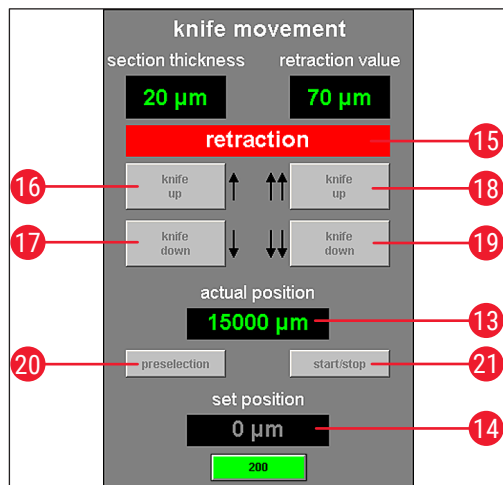 knife movement
section thickness retraction value
20 µm 70 µm
retraction 15
16 knife up knife up 18
17 knife down knife down 19
actual position
15000 µm 13
20 preselection start/stop 21
set position
0 µm 14
200